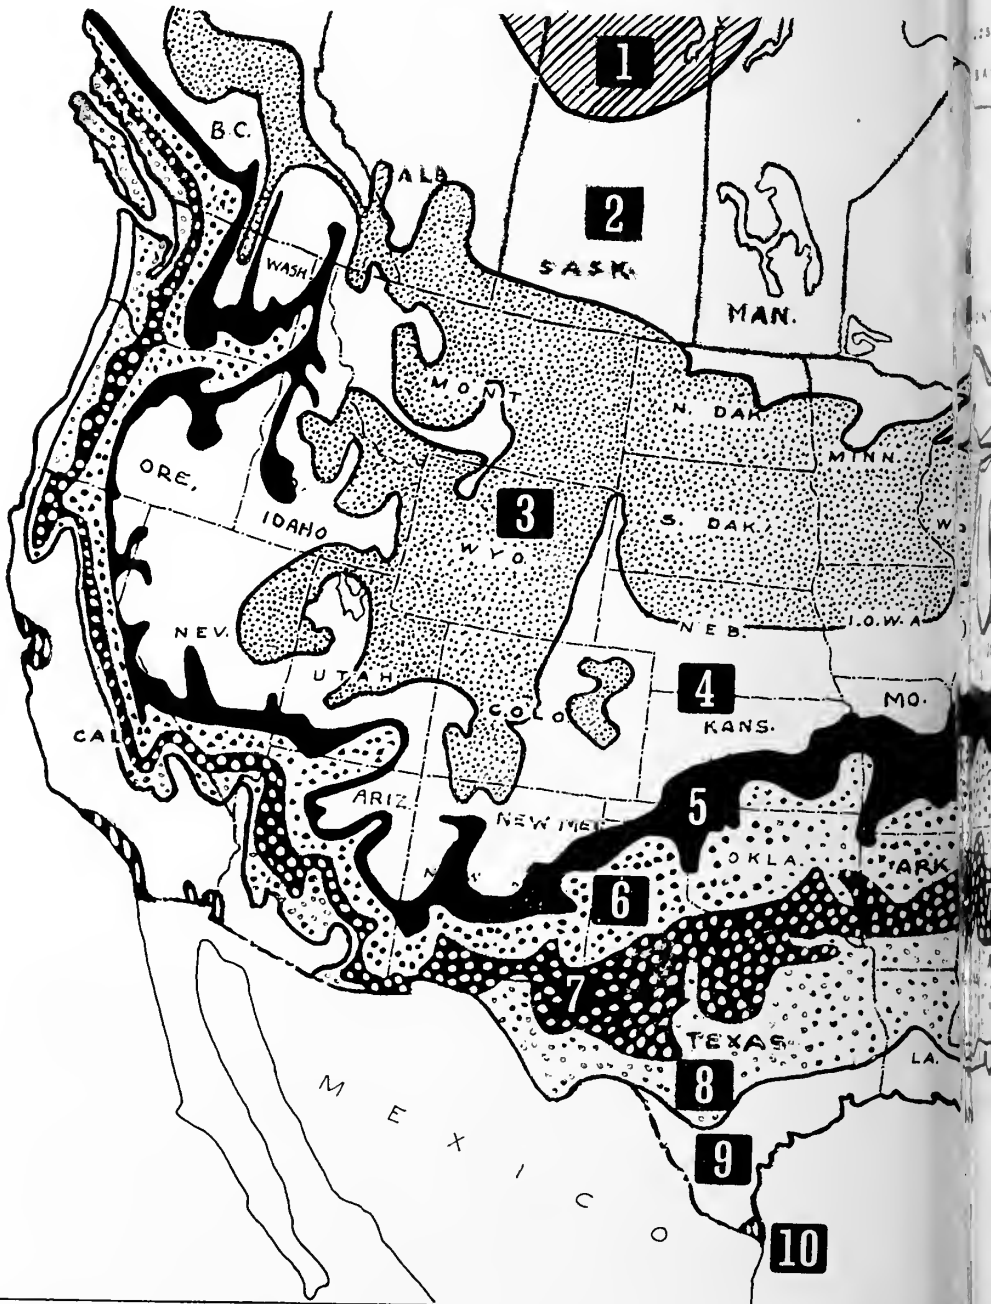 1
B.C.
ALB
2
SASK.
WASH
MAN.
MONT
N. DAK
MINN.
ORE.
IDAHO
3
WYO
S. DAK.
NEV.
NEB.
I.O.W.A
UTAH
4
COLO
KANS.
MO.
CAL
ARIZ
NEW MEX
5
OKLA.
ARK
6
7
TEXAS
8
LA.
MEXICO
9
10